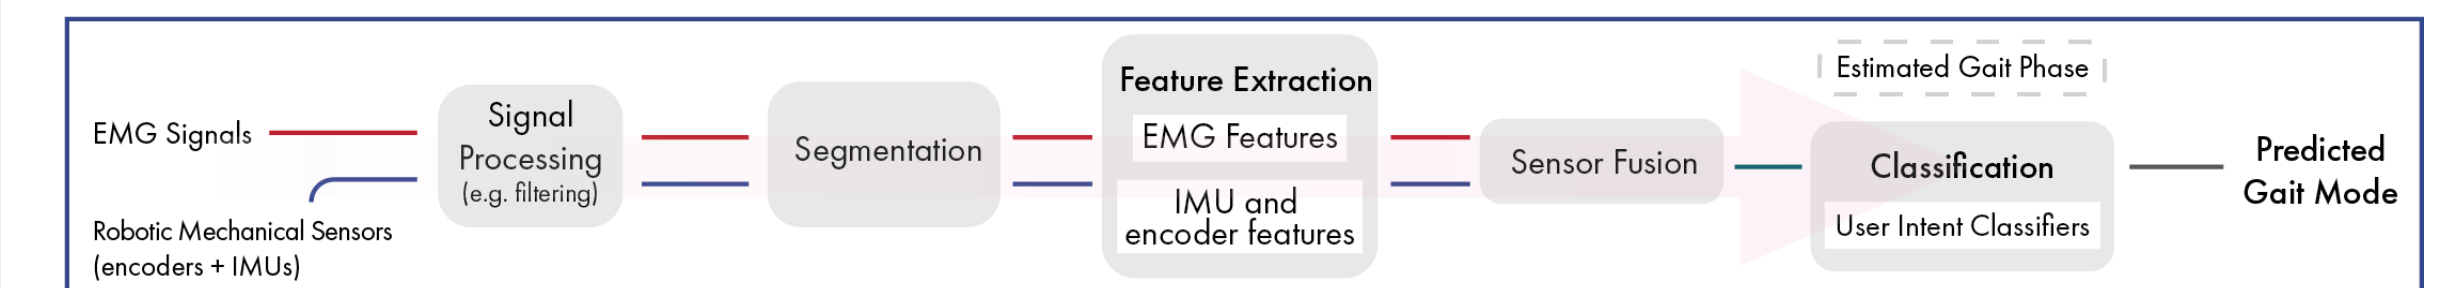 EMG Signals
Robotic Mechanical Sensors
(encoders + IMUs)
Signal
Processing
(e.g. filtering)
Segmentation
Feature Extraction
EMG Features
IMU and
encoder features
Sensor Fusion
Estimated Gait Phase
Classification
User Intent Classifiers
Predicted
Gait Mode